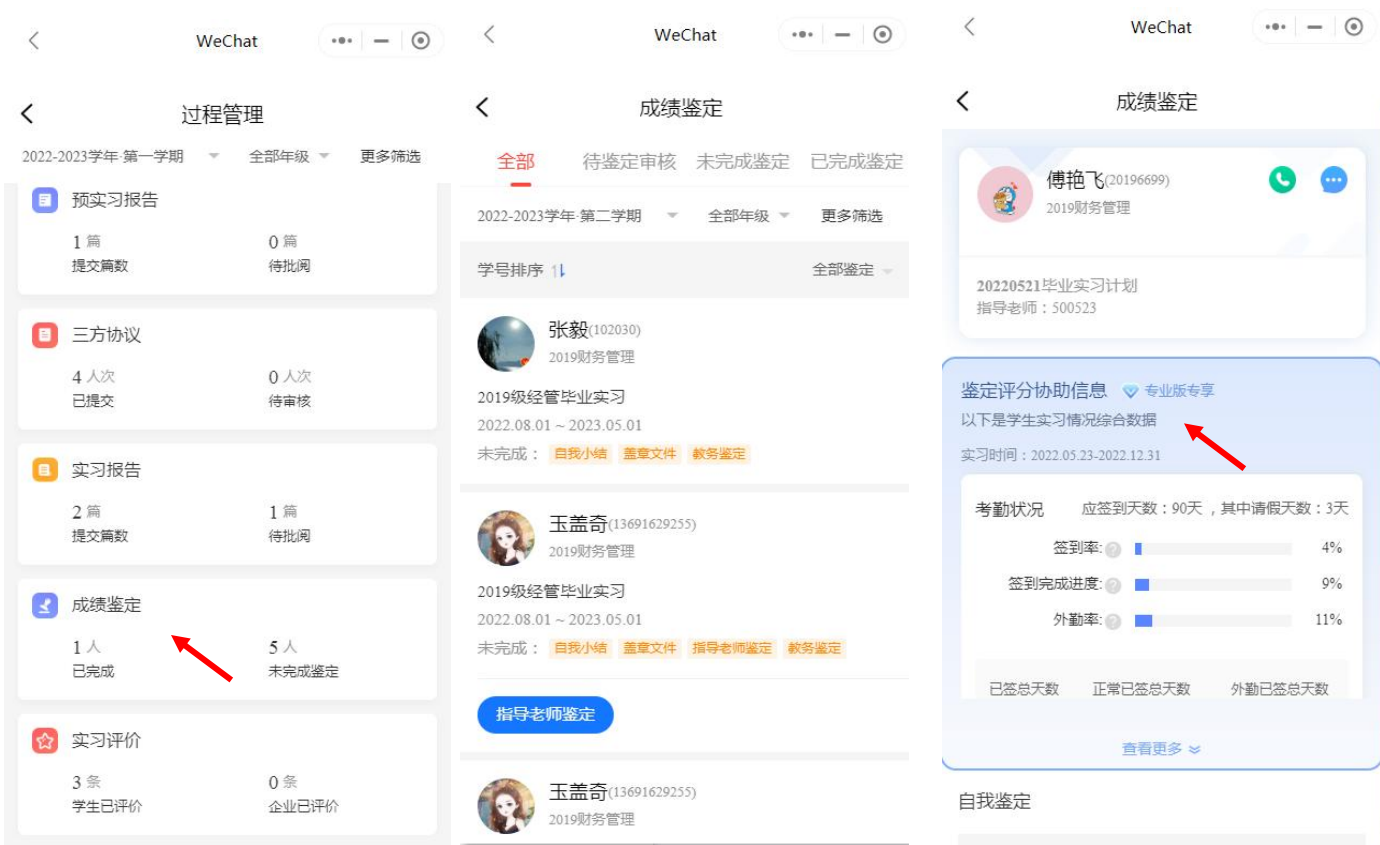 WeChat
过程管理
2022-2023学年·第一学期 全部年级 更多筛选
预实习报告
1 篇 0 篇
提交篇数 待批阅
三方协议
4 人次 0 人次
已提交 待审核
实习报告
2 篇 1 篇
提交篇数 待批阅
成绩鉴定
1 人 5 人
已完成 未完成鉴定
实习评价
3 条 0 条
学生已评价 企业已评价
WeChat
成绩鉴定
全部 待鉴定审核 未完成鉴定 已完成鉴定
2022-2023学年·第二学期 全部年级 更多筛选
学号排序 全部鉴定
张毅(102030)
2019财务管理
2019级经管毕业实习
2022.08.01 ~ 2023.05.01
未完成： 自我小结 盖章文件 教务鉴定
玉盖奇(13691629255)
2019财务管理
2019级经管毕业实习
2022.08.01 ~ 2023.05.01
未完成： 自我小结 盖章文件 指导老师鉴定 教务鉴定
指导老师鉴定
玉盖奇(13691629255)
2019财务管理
WeChat
成绩鉴定
傅艳飞(20196699)
2019财务管理
20220521毕业实习计划
指导老师：500523
鉴定评分协助信息 专业版专享
以下是学生实习情况综合数据
实习时间：2022.05.23-2022.12.31
考勤状况 应签到天数：90天，其中请假天数：3天
签到率: 4%
签到完成进度: 9%
外勤率: 11%
已签总天数 正常已签总天数 外勤已签总天数
查看更多
自我鉴定